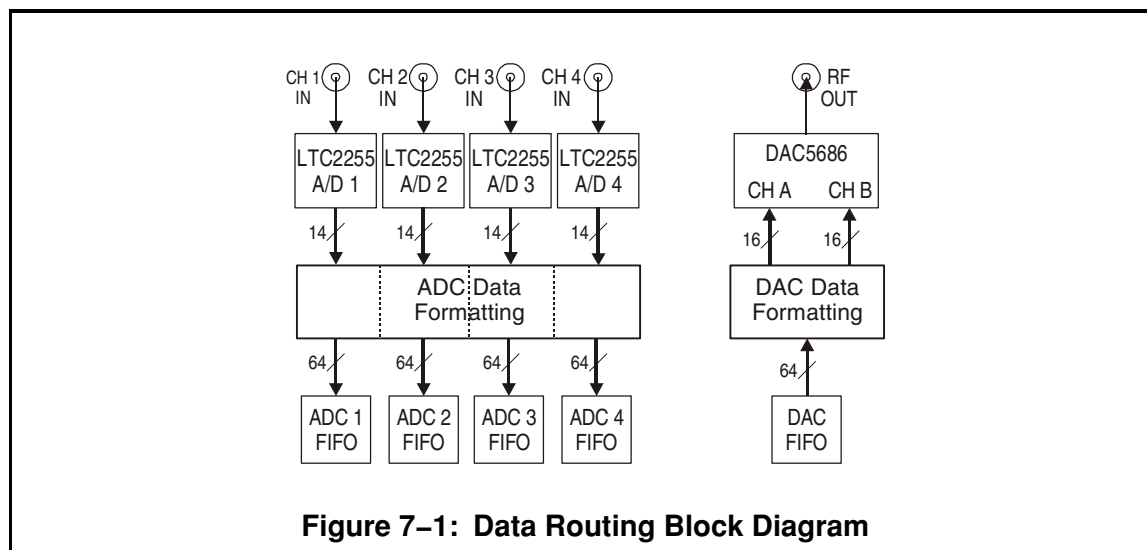 CH 1 IN
CH 2 IN
CH 3 IN
CH 4 IN
RF OUT
LTC2255 A/D 1
LTC2255 A/D 2
LTC2255 A/D 3
LTC2255 A/D 4
DAC5686
CH A
CH B
14
14
14
14
16
16
ADC Data
Formatting
DAC Data
Formatting
64
64
64
64
64
ADC 1 FIFO
ADC 2 FIFO
ADC 3 FIFO
ADC 4 FIFO
DAC FIFO
Figure 7−1: Data Routing Block Diagram